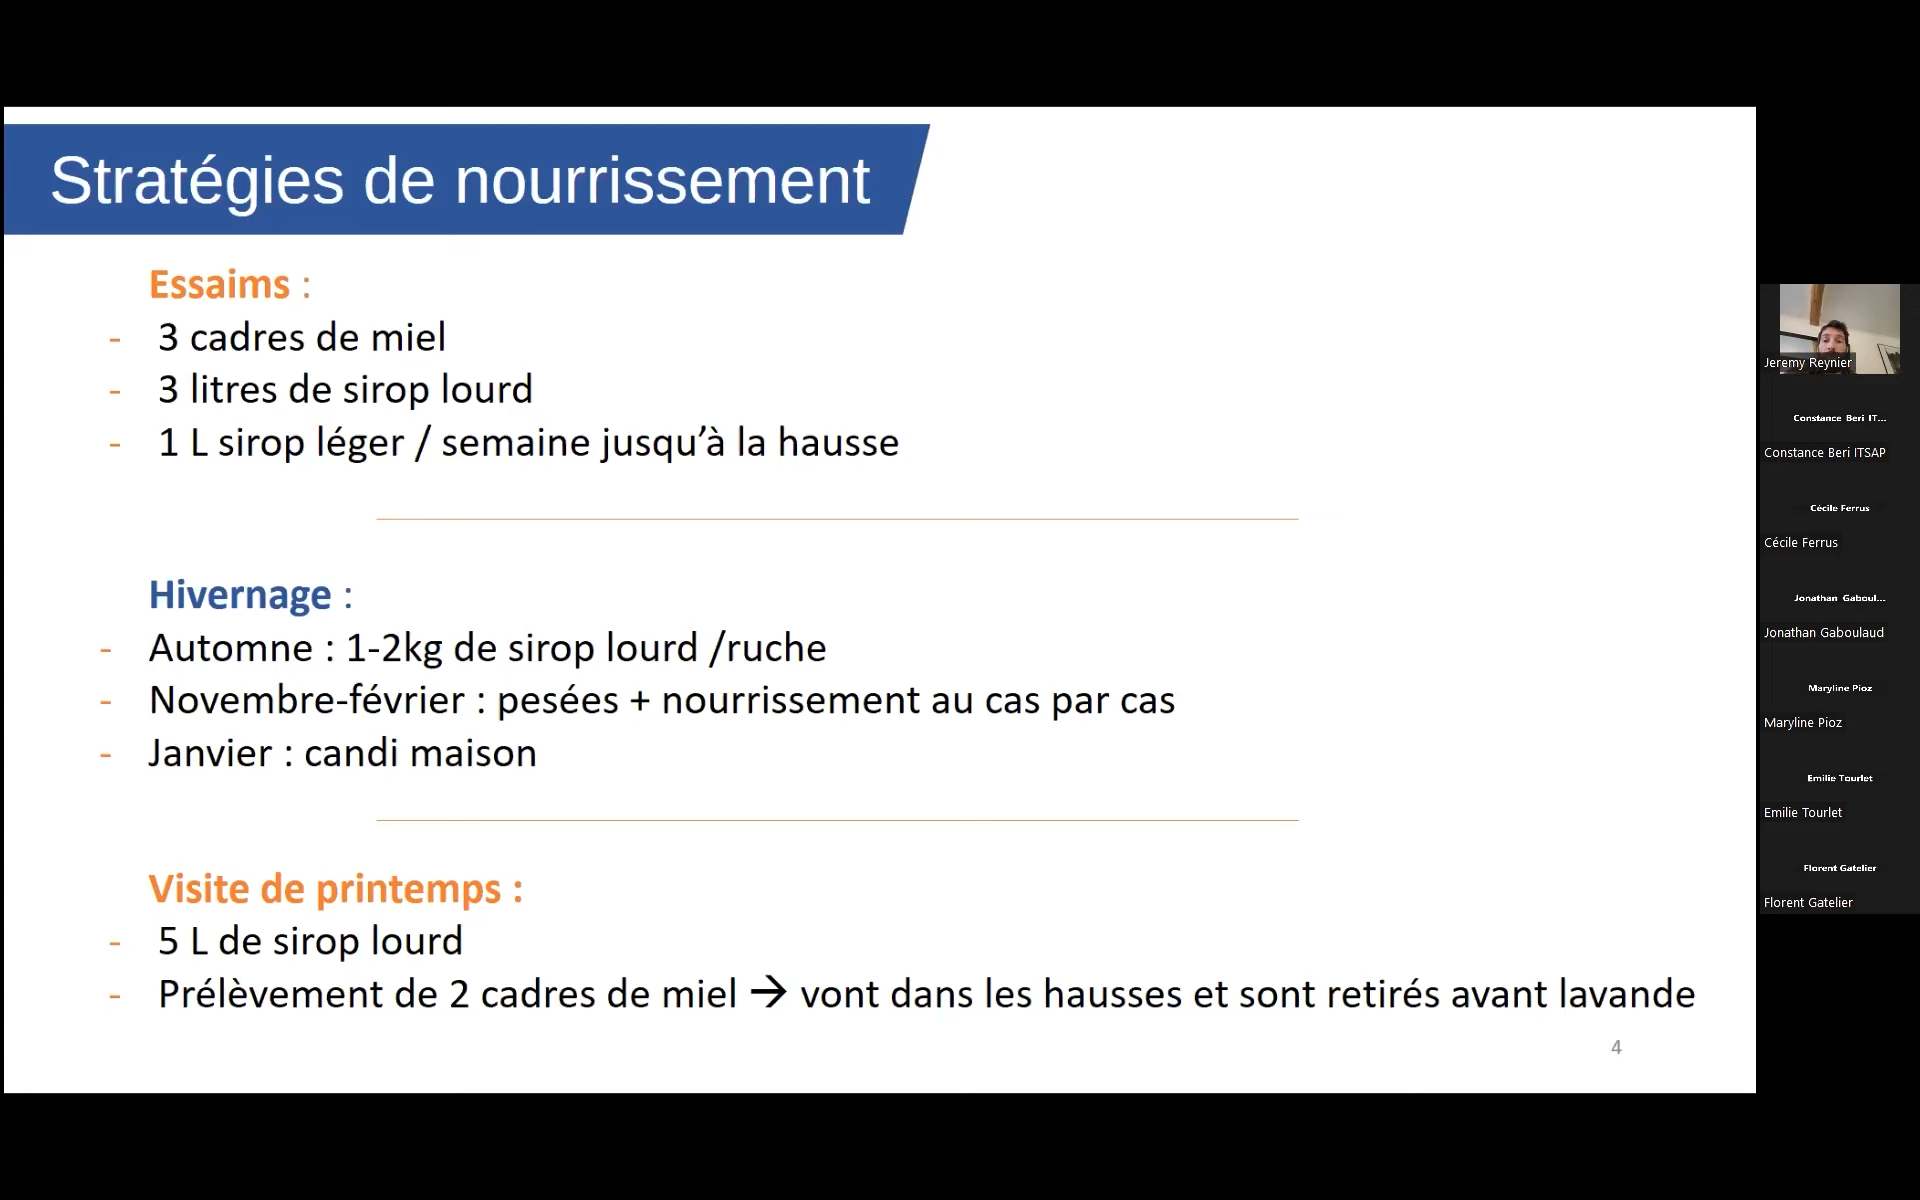 Stratégies de nourrissement
Essaims :
- 3 cadres de miel
- 3 litres de sirop lourd
- 1 L sirop léger / semaine jusqu’à la hausse
Hivernage :
- Automne : 1-2kg de sirop lourd /ruche
- Novembre-février : pesées + nourrissement au cas par cas
- Janvier : candi maison
Visite de printemps :
- 5 L de sirop lourd
- Prélèvement de 2 cadres de miel → vont dans les hausses et sont retirés avant lavande
4
Jeremy Reynier
Constance Beri IT...
Constance Beri ITSAP
Cécile Ferrus
Cécile Ferrus
Jonathan Gaboul...
Jonathan Gaboulaud
Maryline Pioz
Maryline Pioz
Emilie Tourlet
Emilie Tourlet
Florent Gatelier
Florent Gatelier